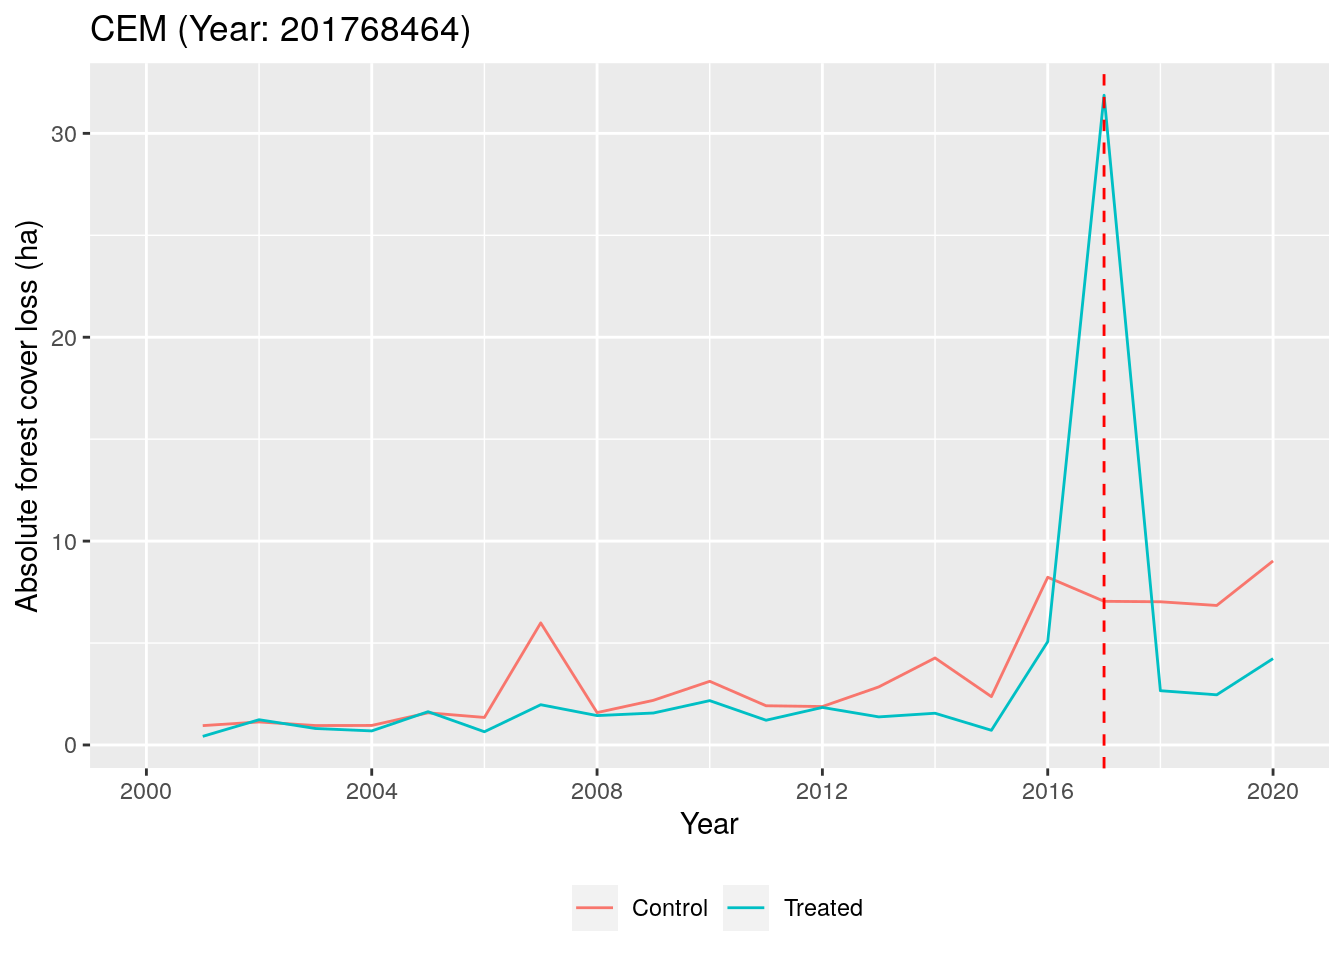 CEM (Year: 201768464)
Absolute forest cover loss (ha)
30
20
10
0
2000 2004 2008 2012 2016 2020
Year
Control Treated